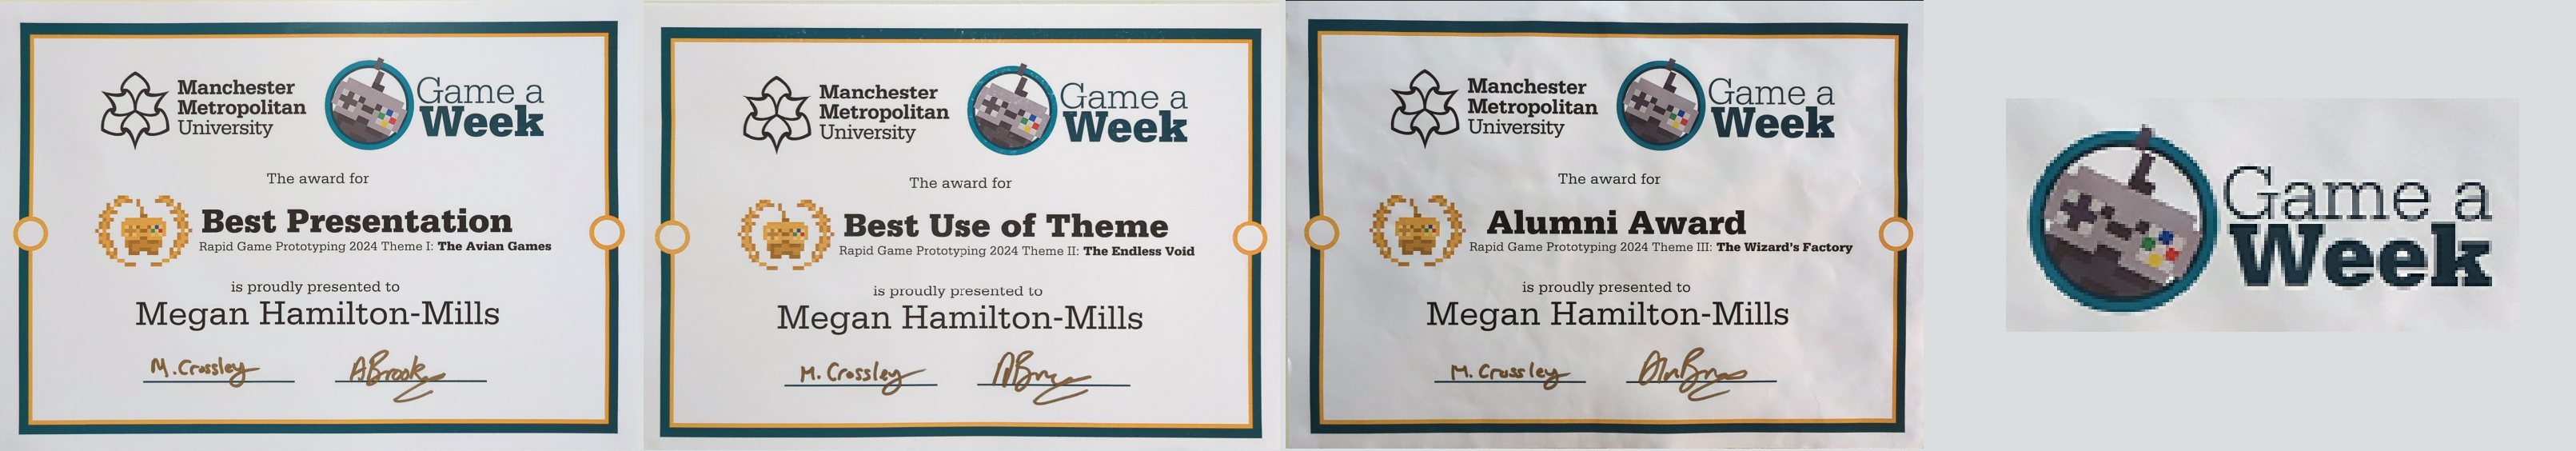 Manchester
Metropolitan
University
Game a
Week
The award for
Best Presentation
Rapid Game Prototyping 2024 Theme I: The Avian Games
is proudly presented to
Megan Hamilton-Mills
M. Crossley
ABrook
Manchester
Metropolitan
University
Game a
Week
The award for
Best Use of Theme
Rapid Game Prototyping 2024 Theme II: The Endless Void
is proudly presented to
Megan Hamilton-Mills
M. Crossley
Manchester
Metropolitan
University
Game a
Week
The award for
Alumni Award
Rapid Game Prototyping 2024 Theme III: The Wizard's Factory
is proudly presented to
Megan Hamilton-Mills
M. Crossley
Game a
Week